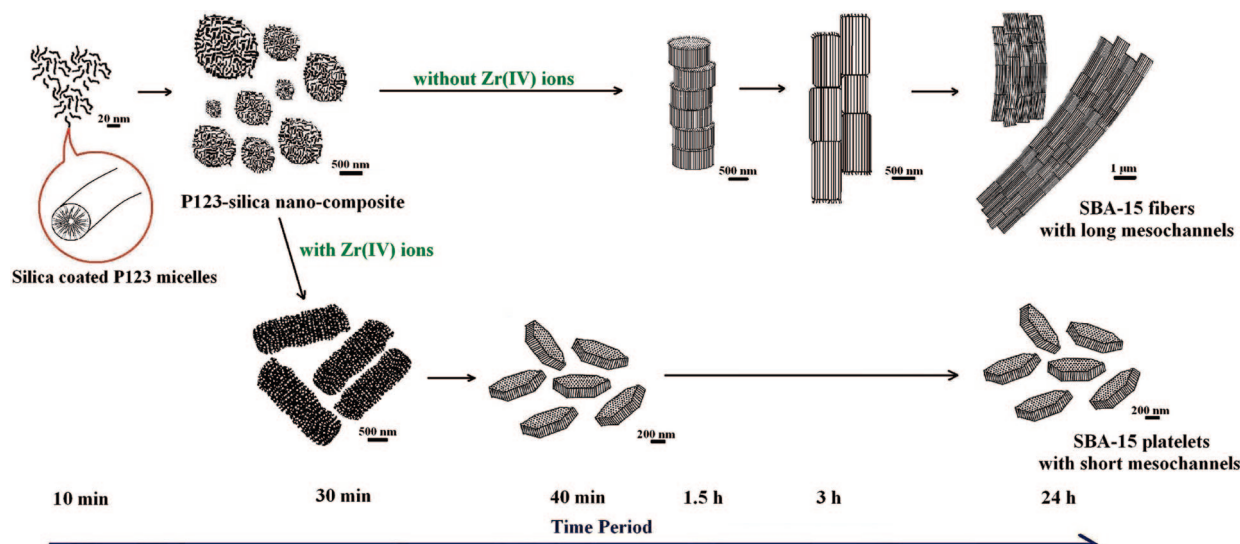 without Zr(IV) ions
20 nm
500 nm
500 nm
500 nm
1 μm
P123-silica nano-composite
SBA-15 fibers
with long mesochannels
with Zr(IV) ions
Silica coated P123 micelles
500 nm
200 nm
200 nm
SBA-15 platelets
with short mesochannels
10 min
30 min
40 min
1.5 h
3 h
24 h
Time Period